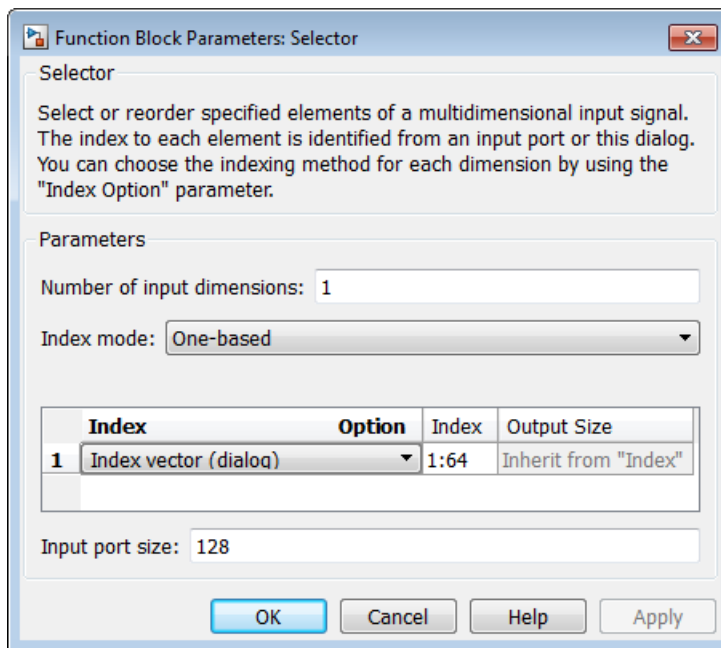 Function Block Parameters: Selector
Selector
Select or reorder specified elements of a multidimensional input signal.
The index to each element is identified from an input port or this dialog.
You can choose the indexing method for each dimension by using the
"Index Option" parameter.
Parameters
Number of input dimensions: 1
Index mode: One-based
Index Option Index Output Size
1 Index vector (dialog) 1:64 Inherit from "Index"
Input port size: 128
OK Cancel Help Apply